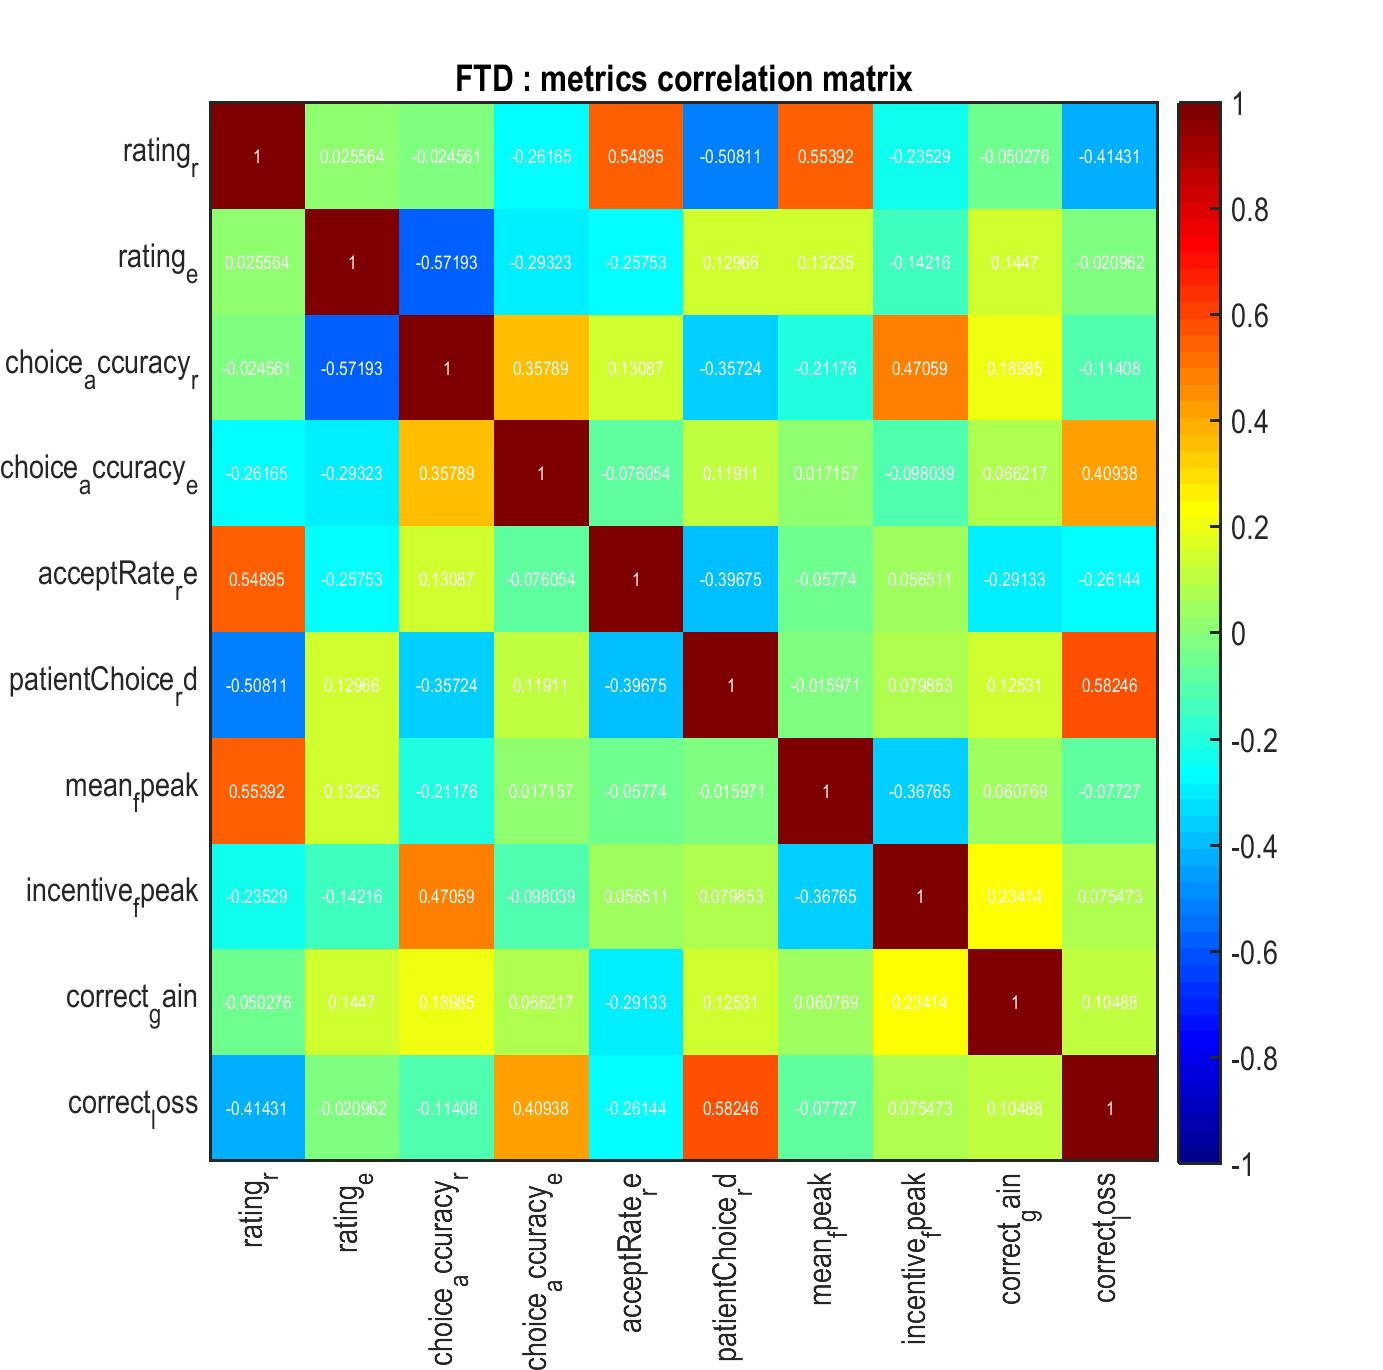 FTD : metrics correlation matrix
rating_r 1 0.025564 -0.024561 -0.26165 0.54895 -0.50811 0.55392 -0.23529 -0.050276 -0.41431
rating_e 0.025564 1 -0.57193 -0.29323 -0.25753 0.12966 0.13235 -0.14216 0.1447 -0.020962
choice_accuracy_r -0.024561 -0.57193 1 0.35789 0.13087 -0.35724 -0.21176 0.47059 0.18985 -0.11408
choice_accuracy_e -0.26165 -0.29323 0.35789 1 -0.076054 0.11911 0.017157 -0.098039 0.066217 0.40938
acceptRate_re 0.54895 -0.25753 0.13087 -0.076054 1 -0.39675 -0.05774 0.056511 -0.29133 -0.26144
patientChoice_rd -0.50811 0.12966 -0.35724 0.11911 -0.39675 1 -0.015971 0.079853 0.12531 0.58246
mean_fpeak 0.55392 0.13235 -0.21176 0.017157 -0.05774 -0.015971 1 -0.36765 0.060769 -0.07727
incentive_fpeak -0.23529 -0.14216 0.47059 -0.098039 0.056511 0.079853 -0.36765 1 0.23414 0.075473
correct_gain -0.050276 0.1447 0.18985 0.066217 -0.29133 0.12531 0.060769 0.23414 1 0.10488
correct_loss -0.41431 -0.020962 -0.11408 0.40938 -0.26144 0.58246 -0.07727 0.075473 0.10488 1
rating_r
rating_e
choice_accuracy_r
choice_accuracy_e
acceptRate_re
patientChoice_rd
mean_fpeak
incentive_fpeak
correct_gain
correct_loss
1
0.8
0.6
0.4
0.2
0
-0.2
-0.4
-0.6
-0.8
-1